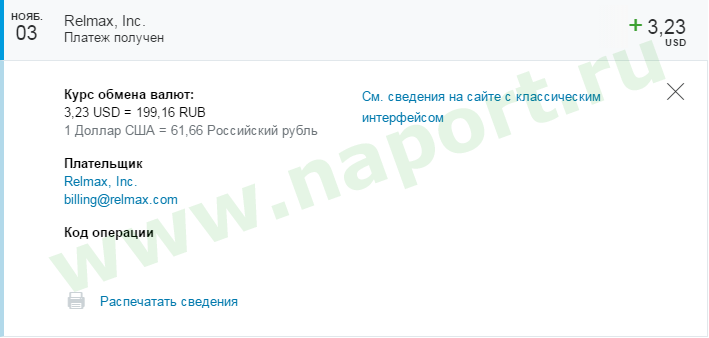 НОЯБ.
03
Relmax, Inc.
Платеж получен
+ 3,23
USD
Курс обмена валют:
3,23 USD = 199,16 RUB
1 Доллар США = 61,66 Российский рубль
См. сведения на сайте с классическим
интерфейсом
Плательщик
Relmax, Inc.
billing@relmax.com
Код операции
Распечатать сведения
www.naport.ru